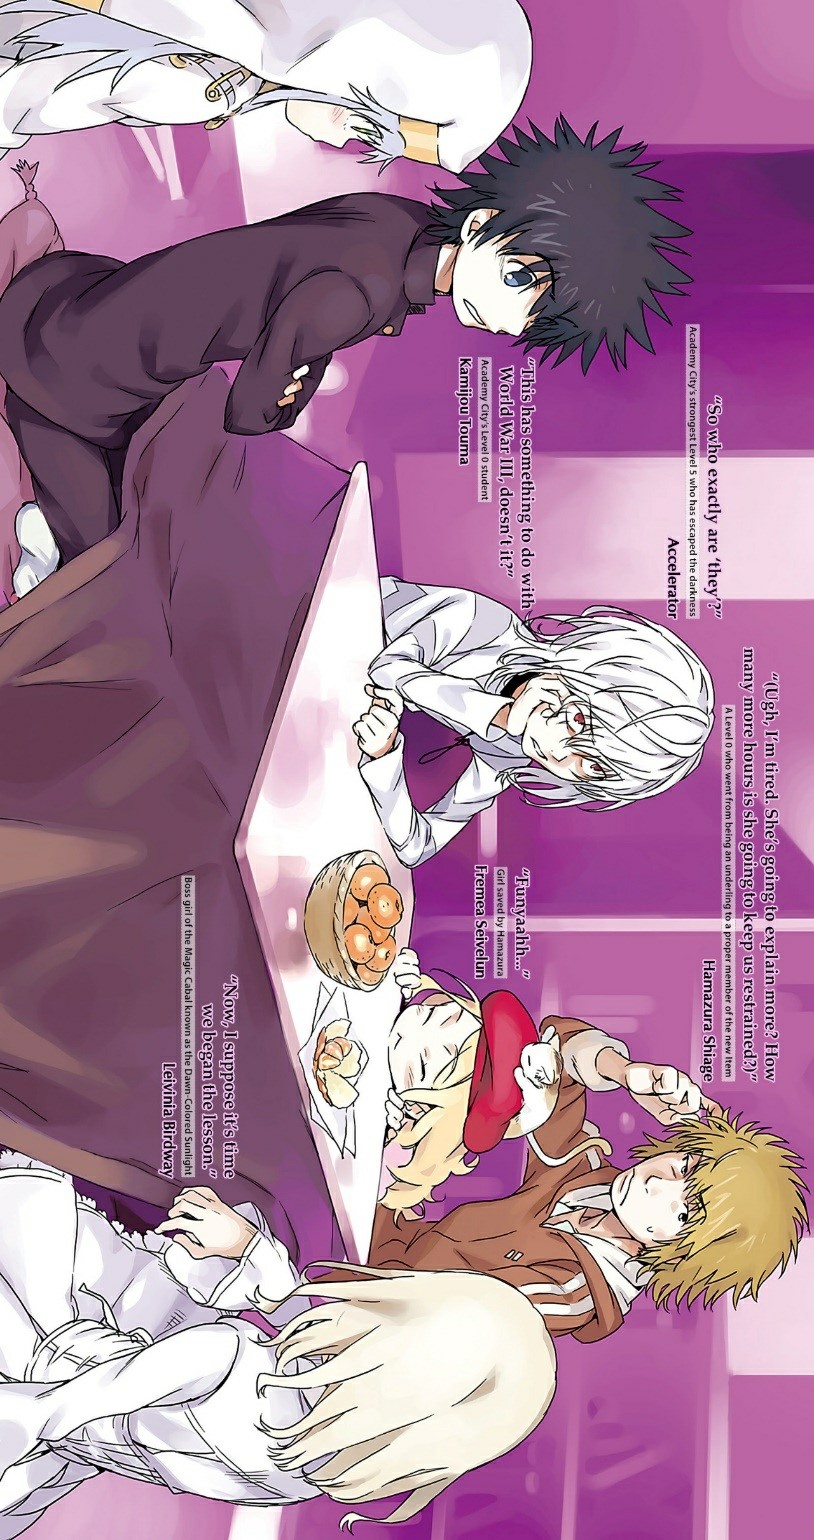 “This has something to do with
World War III, doesn’t it?”
Academy City’s Level 0 student
Kamijou Touma
“So who exactly are ‘they’?”
Academy City’s strongest Level 5 who has escaped the darkness
Accelerator
“(Ugh, I’m tired. She’s going to explain more? How
many more hours is she going to keep us restrained?)”
A Level 0 who went from being an underling to a proper member of the new Item
Hamazura Shiage
“Funyaahh...”
Girl saved by Hamazura
Fremea Seivelun
“Now, I suppose it’s time
we began the lesson.”
Boss girl of the Magic Cabal known as the Dawn-Colored Sunlight
Leivinia Birdway